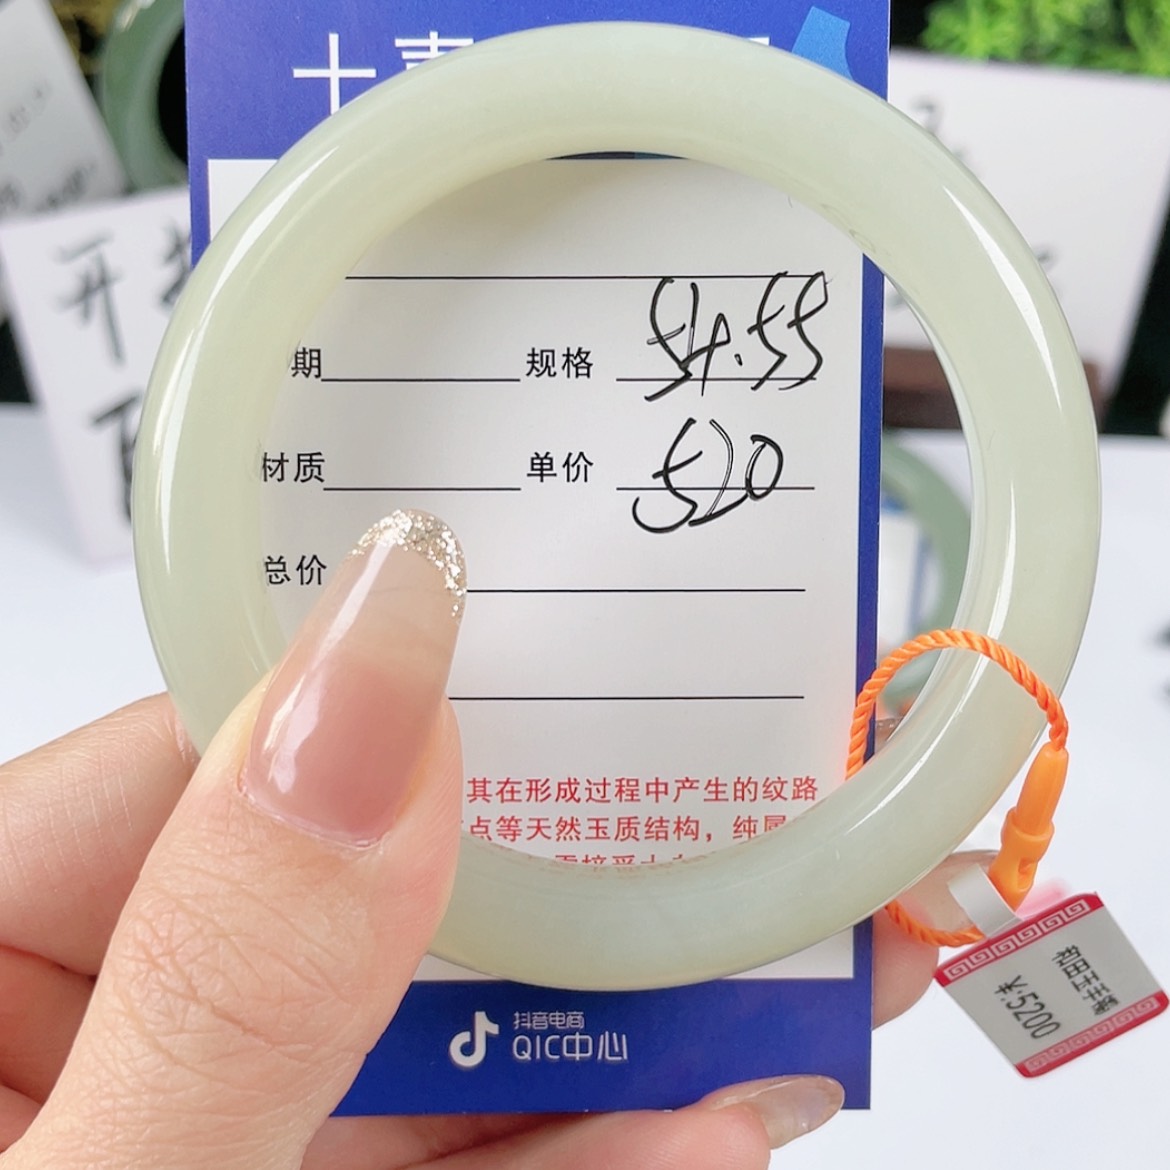 期 规格 54.55
材质 单价 520
总价
其在形成过程中产生的纹路
点等天然玉质结构，纯属
抖音电商
QIC中心
和田玉
:5200
开